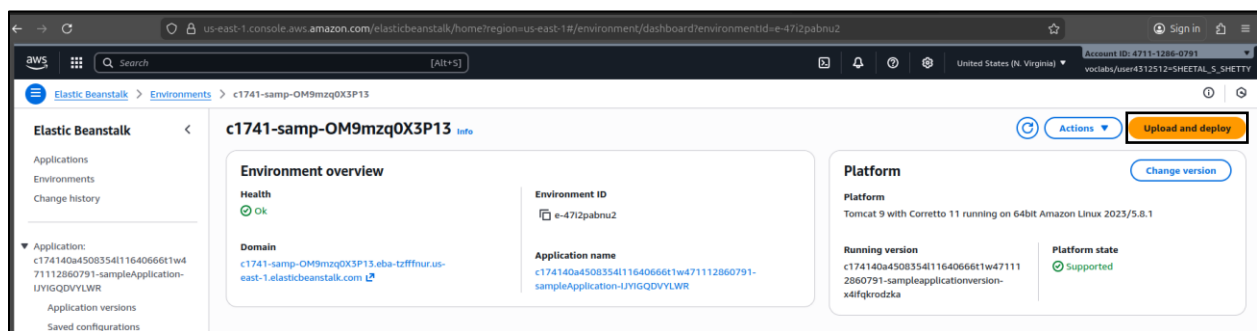 us-east-1.console.aws.amazon.com/elasticbeanstalk/home?region=us-east-1#/environment/dashboard?environmentId=e-47i2pabnu2
Sign in
aws
Search
[Alt+S]
United States (N. Virginia)
Account ID: 4711-1286-0791
voclabs/user4312512=SHEETAL_S_SHETTY
Elastic Beanstalk > Environments > c1741-samp-OM9mzq0X3P13
Elastic Beanstalk
Applications
Environments
Change history
Application:
c174140a4508354l11640666t1w4
71112860791-sampleApplication-
IJYIGQDVYLWR
Application versions
Saved configurations
c1741-samp-OM9mzq0X3P13 Info
Actions
Upload and deploy
Environment overview
Health
Ok
Environment ID
e-47i2pabnu2
Domain
c1741-samp-OM9mzq0X3P13.eba-tzfffnur.us-
east-1.elasticbeanstalk.com
Application name
c174140a4508354l11640666t1w471112860791-
sampleApplication-IJYIGQDVYLWR
Platform
Change version
Platform
Tomcat 9 with Corretto 11 running on 64bit Amazon Linux 2023/5.8.1
Running version
c174140a4508354l11640666t1w47111
2860791-sampleapplicationversion-
x4ifqkrodzka
Platform state
Supported